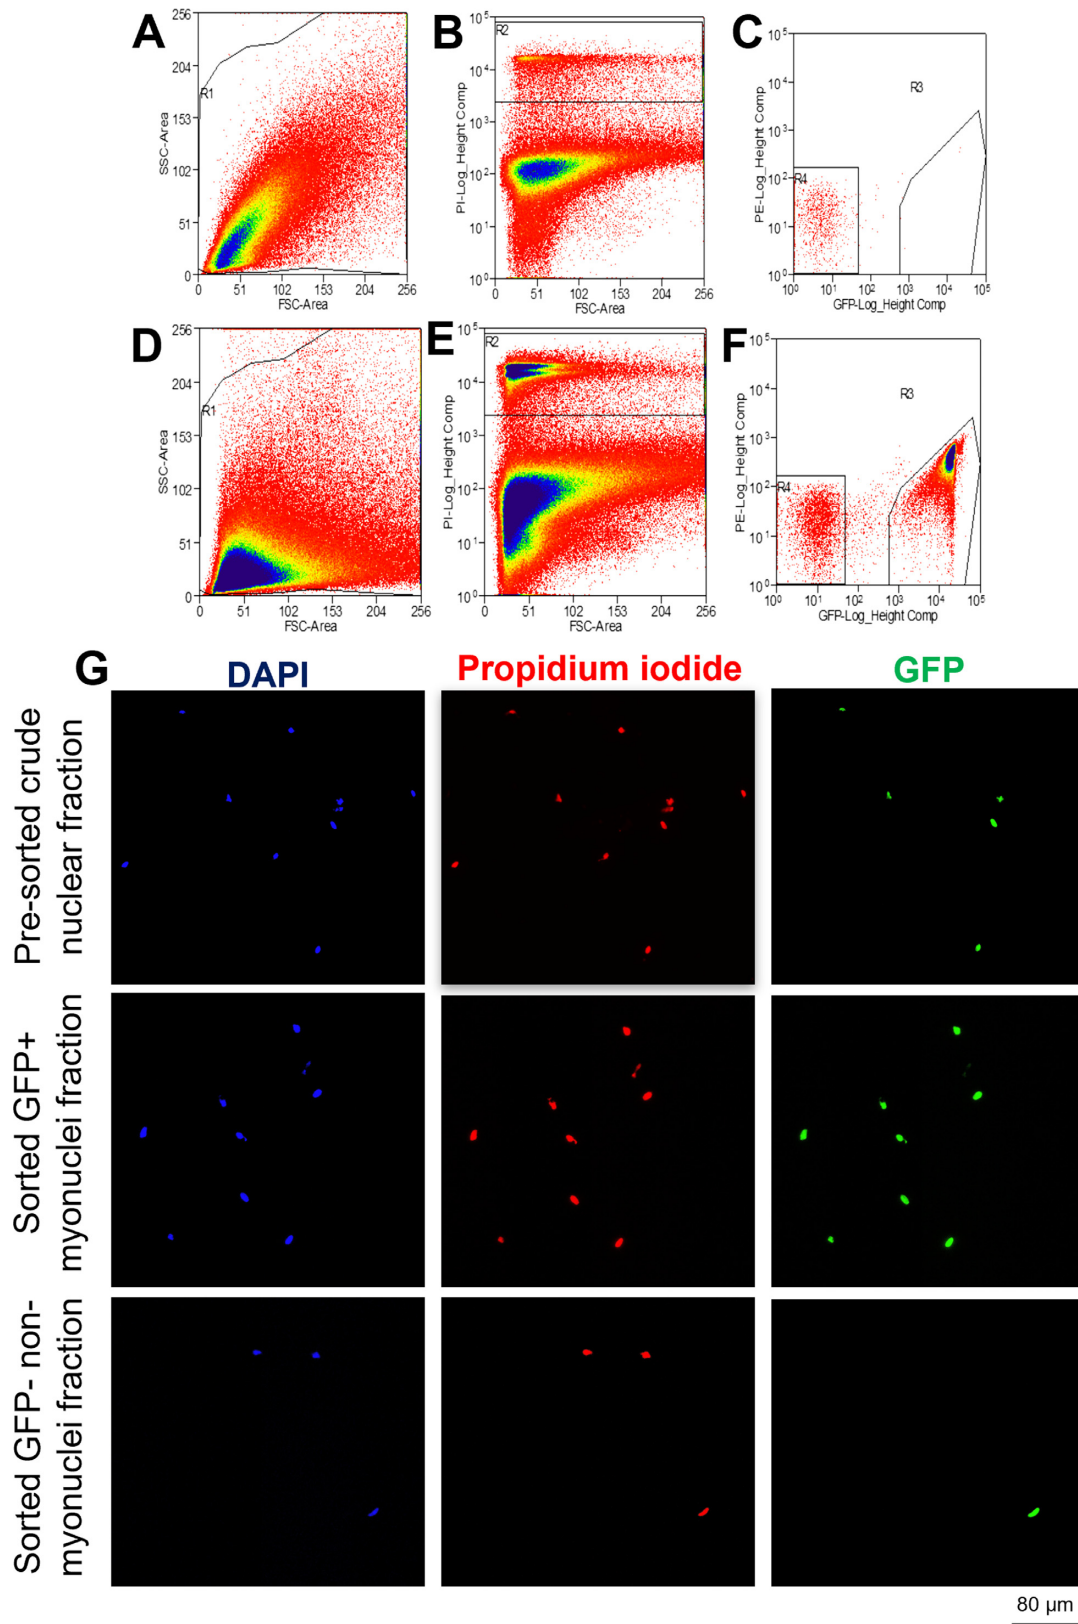 A
B
C
256
204
153
102
51
0
R1
SSC-Area
0
51
102
153
204
256
FSC-Area
10⁵
10⁴
10³
10²
10¹
10⁰
R2
PI-Log_Height Comp
0
51
102
153
204
256
FSC-Area
10⁵
10⁴
10³
10²
10¹
10⁰
R3
R4
PE-Log_Height Comp
10⁰
10¹
10²
10³
10⁴
10⁵
GFP-Log_Height Comp
D
E
F
256
204
153
102
51
0
R1
SSC-Area
0
51
102
153
204
256
FSC-Area
10⁵
10⁴
10³
10²
10¹
10⁰
R2
PI-Log_Height Comp
0
51
102
153
204
256
FSC-Area
10⁵
10⁴
10³
10²
10¹
10⁰
R3
R4
PE-Log_Height Comp
10⁰
10¹
10²
10³
10⁴
10⁵
GFP-Log_Height Comp
G
DAPI
Propidium iodide
GFP
Pre-sorted crude
nuclear fraction
Sorted GFP+
myonuclei fraction
Sorted GFP- non-
myonuclei fraction
80 µm